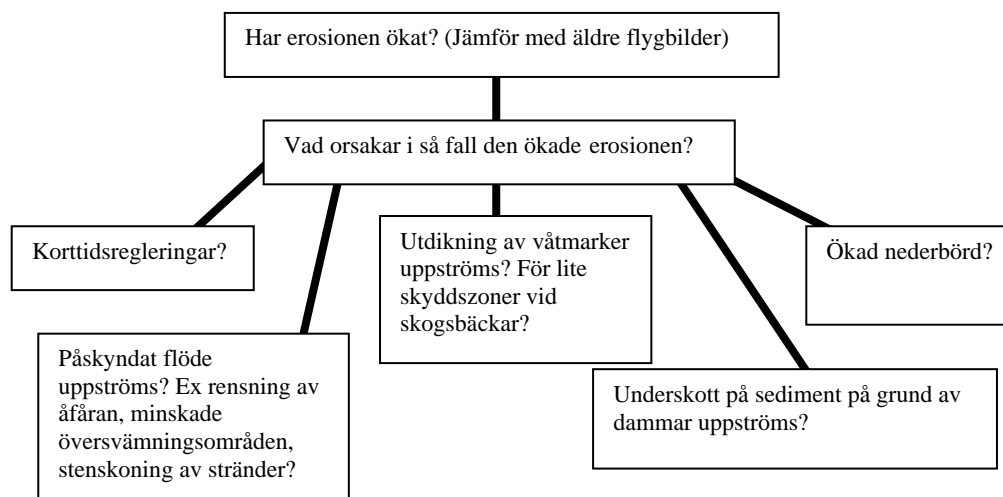 Har erosionen ökat? (Jämför med äldre flygbilder)
Vad orsakar i så fall den ökade erosionen?
Korttidsregleringar?
Påskyndat flöde
uppströms? Ex rensning av
åfåran, minskade
översvämningsområden,
stenskoning av stränder?
Utdikning av våtmarker
uppströms? För lite
skyddszoner vid
skogsbäckar?
Underskott på sediment på grund av
dammar uppströms?
Ökad nederbörd?